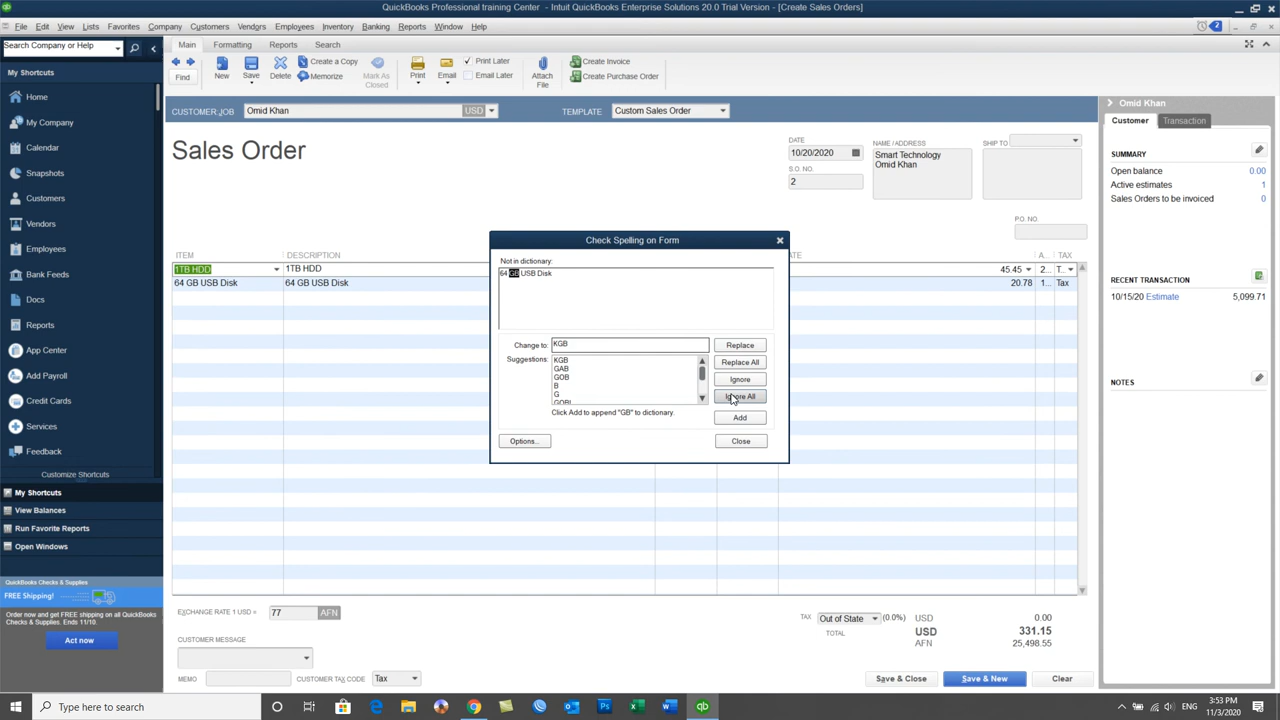 QuickBooks Professional training Center - Intuit QuickBooks Enterprise Solutions 20.0 Trial Version - [Create Sales Orders]
File Edit View Lists Favorites Company Customers Vendors Employees Inventory Banking Reports Window Help
2
Search Company or Help
My Shortcuts
Home
My Company
Calendar
Snapshots
Customers
Vendors
Employees
Bank Feeds
Docs
Reports
App Center
Add Payroll
Credit Cards
Services
Feedback
Customize Shortcuts
My Shortcuts
View Balances
Run Favorite Reports
Open Windows
QuickBooks Checks & Supplies
FREE Shipping!
Order now and get FREE shipping on all QuickBooks
Checks & Supplies. Ends 11/10.
Act now
Main Formatting Reports Search
Find
New
Save
Delete
Create a Copy
Memorize
Mark As
Closed
Print
Email
Print Later
Email Later
Attach
File
Create Invoice
Create Purchase Order
CUSTOMER:JOB Omid Khan USD
TEMPLATE Custom Sales Order
Sales Order
DATE
10/20/2020
S.O. NO.
2
NAME / ADDRESS
Smart Technology
Omid Khan
SHIP TO
P.O. NO.
ITEM DESCRIPTION ATE A... TAX
1TB HDD 1TB HDD 45.45 2... T...
64 GB USB Disk 64 GB USB Disk 20.78 1... Tax
Check Spelling on Form
Not in dictionary:
64 GB USB Disk
Change to: KGB
Suggestions: KGB
GAB
GOB
B
G
GOBI
Replace
Replace All
Ignore
Ignore All
Add
Click Add to append "GB" to dictionary.
Options...
Close
EXCHANGE RATE 1 USD = 77 AFN
CUSTOMER MESSAGE
MEMO
CUSTOMER TAX CODE Tax
TAX Out of State (0.0%) USD 0.00
TOTAL USD 331.15
AFN 25,498.55
Save & Close
Save & New
Clear
Omid Khan
Customer Transaction
SUMMARY
Open balance 0.00
Active estimates 1
Sales Orders to be invoiced 0
RECENT TRANSACTION
10/15/20 Estimate 5,099.71
NOTES
Type here to search
ENG
3:53 PM
11/3/2020